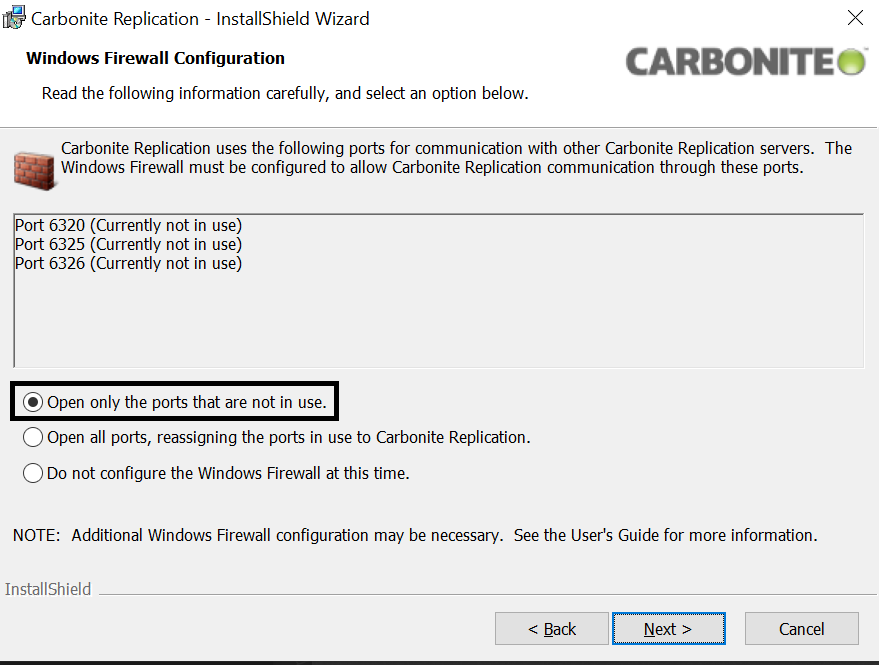 Carbonite Replication - InstallShield Wizard
Windows Firewall Configuration
CARBONITE
Read the following information carefully, and select an option below.
Carbonite Replication uses the following ports for communication with other Carbonite Replication servers.  The
Windows Firewall must be configured to allow Carbonite Replication communication through these ports.
Port 6320 (Currently not in use)
Port 6325 (Currently not in use)
Port 6326 (Currently not in use)
Open only the ports that are not in use.
Open all ports, reassigning the ports in use to Carbonite Replication.
Do not configure the Windows Firewall at this time.
NOTE:  Additional Windows Firewall configuration may be necessary.  See the User's Guide for more information.
InstallShield
< Back
Next >
Cancel